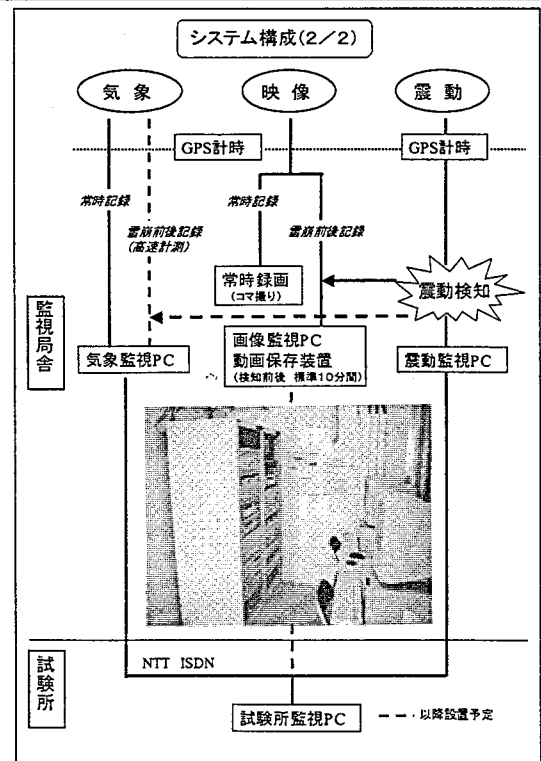 システム構成(2/2)
気象
映像
震動
GPS計時
GPS計時
常時記録
雪崩前後記録
(高速計測)
常時記録
雪崩前後記録
常時録画
(コマ撮り)
震動検知
監視局舎
気象監視PC
画像監視PC
動画保存装置
(検知前後 標準10分間)
震動監視PC
試験所
NTT ISDN
試験所監視PC
以降設置予定